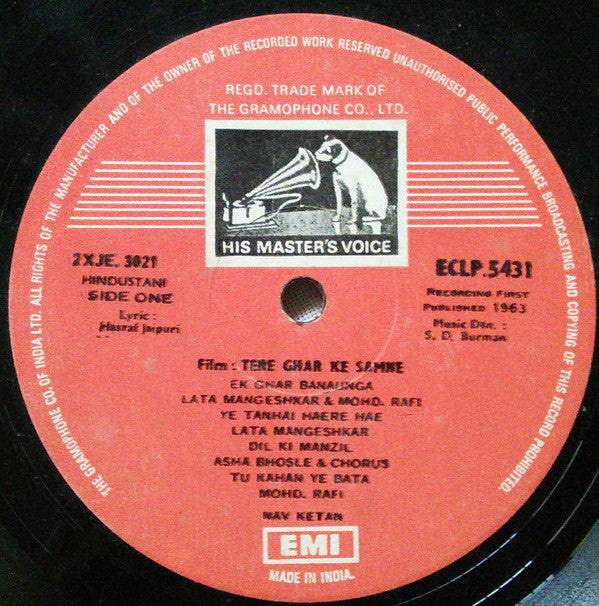 THE GRAMOPHONE CO. OF INDIA LTD. ALL RIGHTS OF THE MANUFACTURER AND OF THE OWNER OF THE RECORDED WORK RESERVED UNAUTHORISED PUBLIC PERFORMANCE BROADCASTING AND COPYING OF THIS RECORD PROHIBITED.
REGD. TRADE MARK OF
THE GRAMOPHONE CO., LTD.
HIS MASTER'S VOICE
2XJE. 3021
HINDUSTANI
SIDE ONE
Lyric :
Hasrat Jaipuri
ECLP.5431
RECORDING FIRST
PUBLISHED 1963
Music Dtn. :
S. D. Burman
Film : TERE GHAR KE SAMNE
EK GHAR BANAUNGA
LATA MANGESHKAR & MOHD. RAFI
YE TANHAI HAERE HAE
LATA MANGESHKAR
DIL KI MANZIL
ASHA BHOSLE & CHORUS
TU KAHAN YE BATA
MOHD. RAFI
NAV KETAN
EMI
MADE IN INDIA.